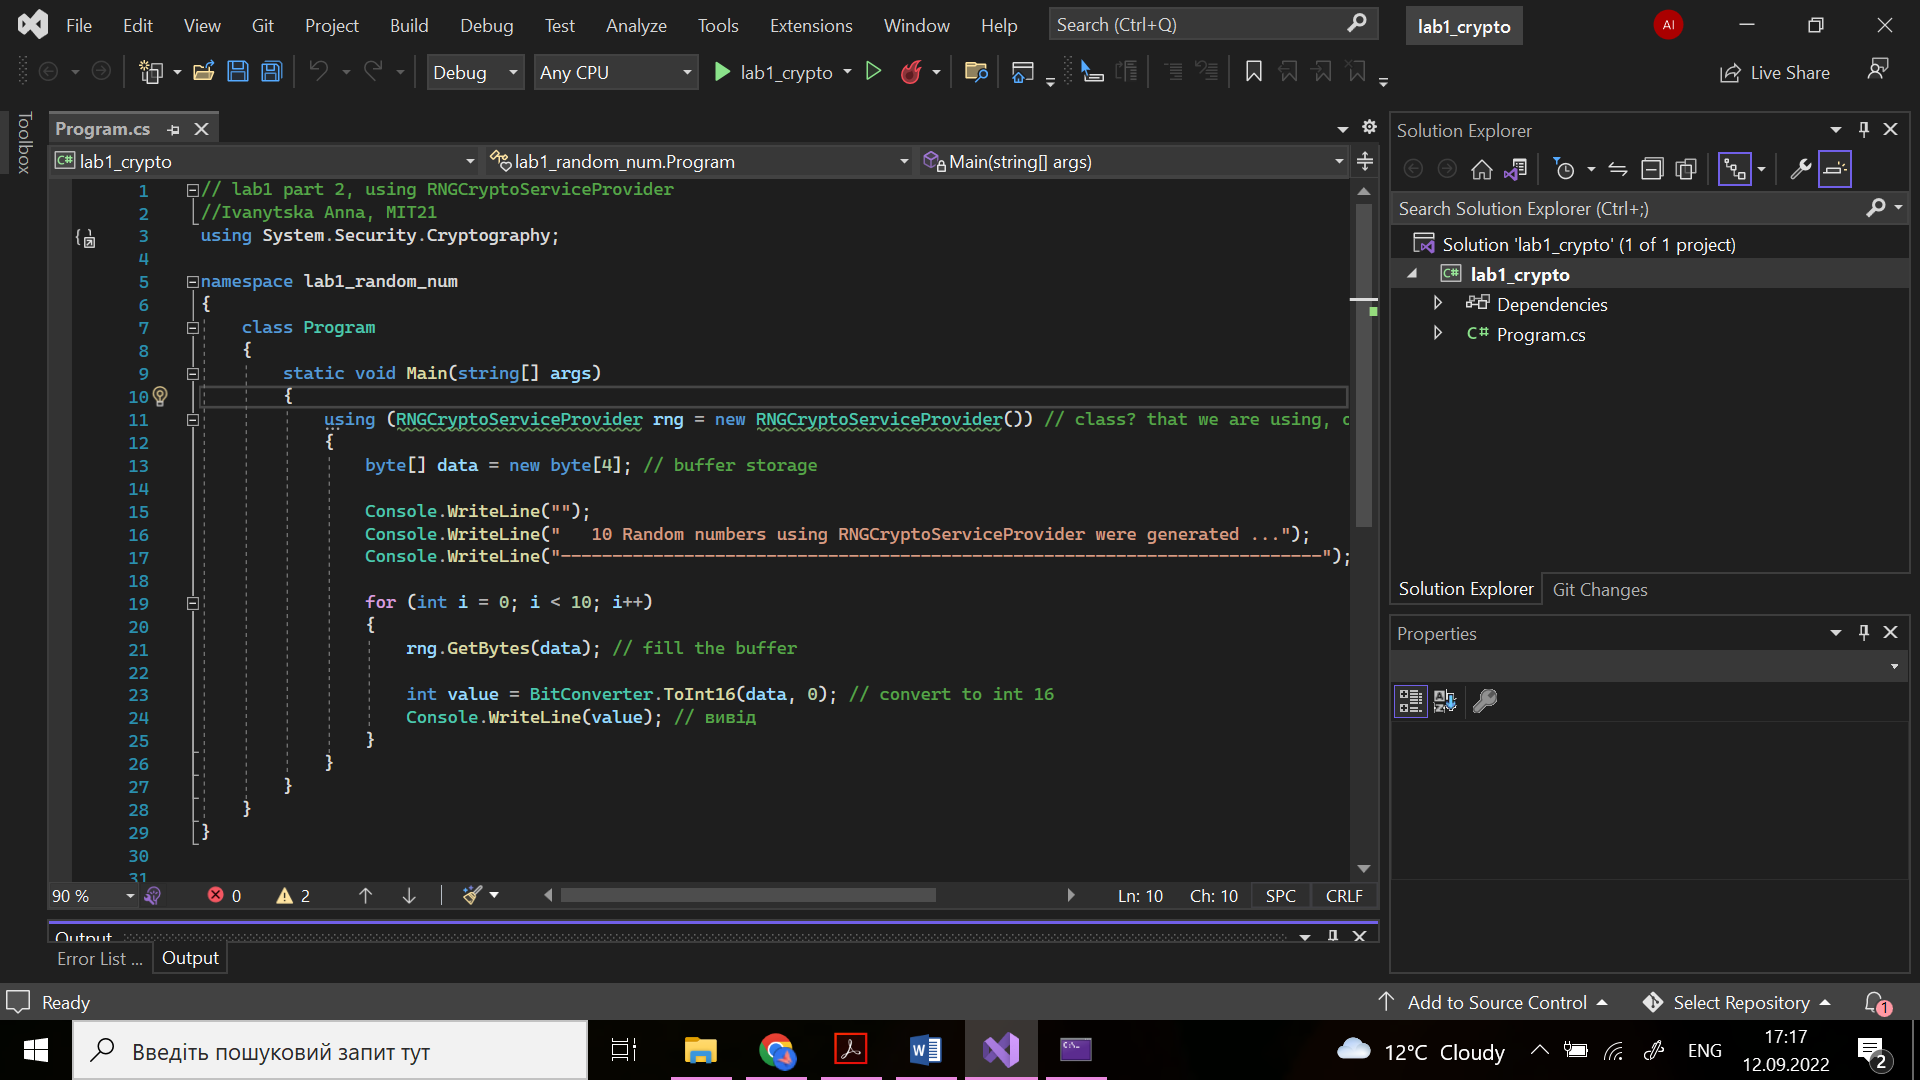 File Edit View Git Project Build Debug Test Analyze Tools Extensions Window Help Search (Ctrl+Q) lab1_crypto AI
Debug Any CPU lab1_crypto Live Share
Toolbox
Program.cs
lab1_crypto lab1_random_num.Program Main(string[] args)
1 // lab1 part 2, using RNGCryptoServiceProvider
2 //Ivanytska Anna, MIT21
3 using System.Security.Cryptography;
4
5 namespace lab1_random_num
6 {
7 class Program
8 {
9 static void Main(string[] args)
10 {
11 using (RNGCryptoServiceProvider rng = new RNGCryptoServiceProvider()) // class? that we are using,
12 {
13 byte[] data = new byte[4]; // buffer storage
14
15 Console.WriteLine("");
16 Console.WriteLine("   10 Random numbers using RNGCryptoServiceProvider were generated ...");
17 Console.WriteLine("--------------------------------------------------------------------------");
18
19 for (int i = 0; i < 10; i++)
20 {
21 rng.GetBytes(data); // fill the buffer
22
23 int value = BitConverter.ToInt16(data, 0); // convert to int 16
24 Console.WriteLine(value); // вивід
25 }
26 }
27 }
28 }
29 }
30
31
90 % 0 2 Ln: 10 Ch: 10 SPC CRLF
Output
Error List ... Output
Solution Explorer
Search Solution Explorer (Ctrl+;)
Solution 'lab1_crypto' (1 of 1 project)
C# lab1_crypto
Dependencies
C# Program.cs
Solution Explorer Git Changes
Properties
Ready Add to Source Control Select Repository 1
Введіть пошуковий запит тут 12°C Cloudy ENG 17:17
12.09.2022 2